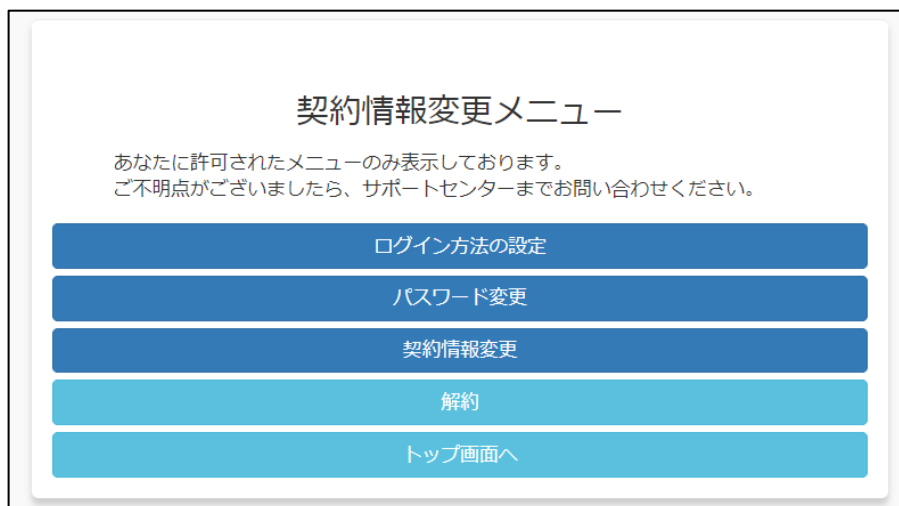 契約情報変更メニュー
あなたに許可されたメニューのみ表示しております。
ご不明点がございましたら、サポートセンターまでお問い合わせください。
ログイン方法の設定
パスワード変更
契約情報変更
解約
トップ画面へ